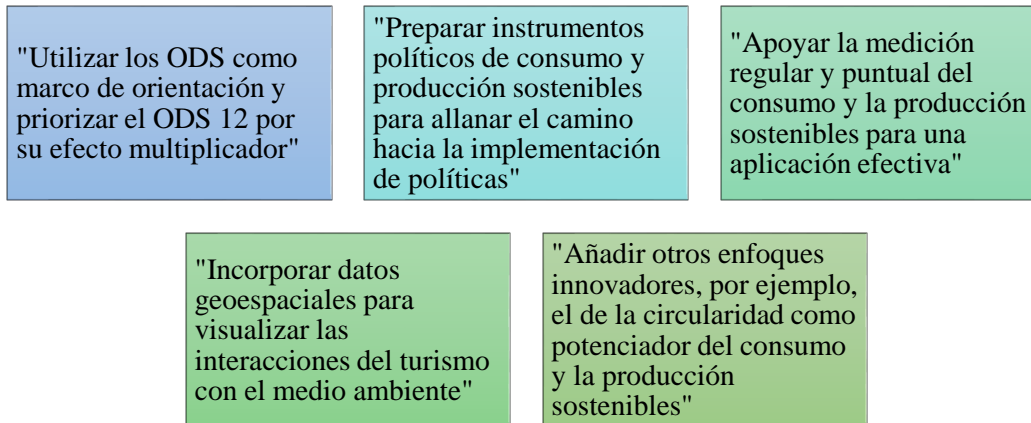 "Utilizar los ODS como
marco de orientación y
priorizar el ODS 12 por
su efecto multiplicador"
"Preparar instrumentos
políticos de consumo y
producción sostenibles
para allanar el camino
hacia la implementación
de políticas"
"Apoyar la medición
regular y puntual del
consumo y la producción
sostenibles para una
aplicación efectiva"
"Incorporar datos
geoespaciales para
visualizar las
interacciones del turismo
con el medio ambiente"
"Añadir otros enfoques
innovadores, por ejemplo,
el de la circularidad como
potenciador del consumo
y la producción
sostenibles"